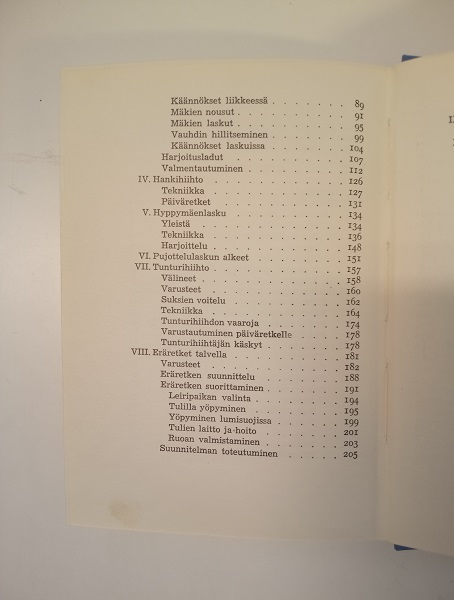 Käännökset liikkeessä . . . . . . . 89
Mäkien nousut . . . . . . . . . 91
Mäkien laskut . . . . . . . . . 95
Vauhdin hillitseminen . . . . . . . 99
Käännökset laskuissa . . . . . . . 104
Harjoitusladut . . . . . . . . . 107
Valmentautuminen . . . . . . . . 112
IV. Hankihiihto . . . . . . . . . . 126
Tekniikka . . . . . . . . . . 127
Päiväretket . . . . . . . . . . 131
V. Hyppymäenlasku . . . . . . . . . 134
Yleistä . . . . . . . . . . . 134
Tekniikka . . . . . . . . . . 136
Harjoittelu . . . . . . . . . . 148
VI. Pujottelulaskun alkeet . . . . . . . 151
VII. Tunturihiihto . . . . . . . . . . 157
Välineet . . . . . . . . . . . 158
Varusteet . . . . . . . . . . 160
Suksien voitelu . . . . . . . . . 162
Tekniikka . . . . . . . . . . 164
Tunturihiihdon vaaroja . . . . . . . 174
Varustautuminen päiväretkelle . . . . . 178
Tunturihiihtäjän käskyt . . . . . . . 178
VIII. Eräretket talvella . . . . . . . . . 181
Varusteet . . . . . . . . . . 182
Eräretken suunnittelu . . . . . . . 188
Eräretken suorittaminen . . . . . . . 191
Leiripaikan valinta . . . . . . . . 194
Tulilla yöpyminen . . . . . . . . 195
Yöpyminen lumisuojissa . . . . . . 199
Tulien laitto ja -hoito . . . . . . . 201
Ruoan valmistaminen . . . . . . . 203
Suunnitelman toteutuminen . . . . . 205